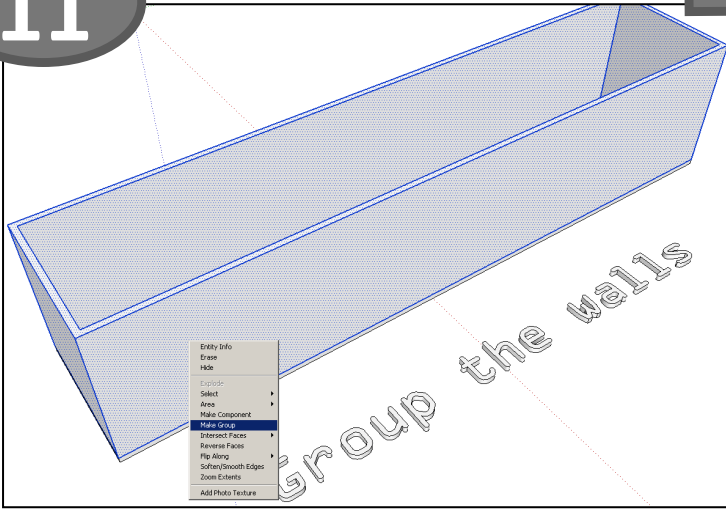 11
Entity Info
Erase
Hide
Explode
Select
Area
Make Component
Make Group
Intersect Faces
Reverse Faces
Flip Along
Soften/Smooth Edges
Zoom Extents
Add Photo Texture
Group the walls